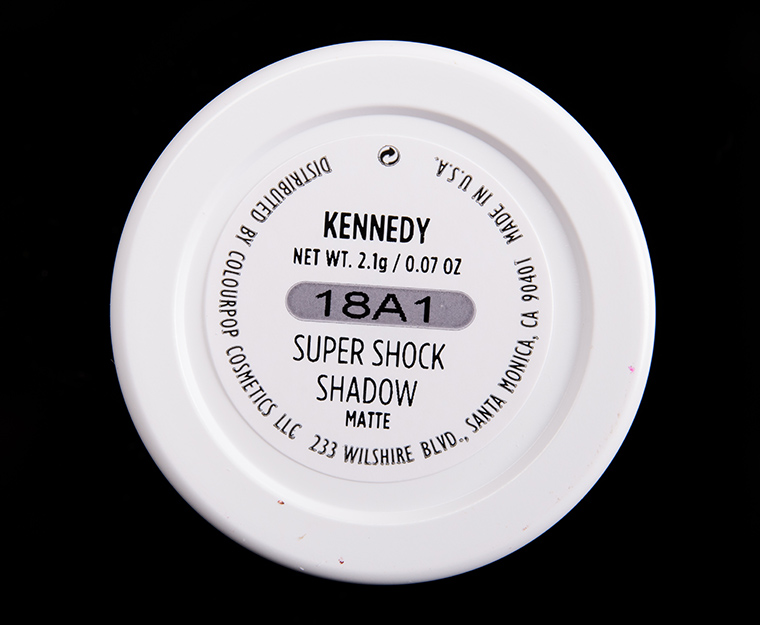 KENNEDY
NET WT. 2.1g / 0.07 OZ
18A1
SUPER SHOCK
SHADOW
MATTE
DISTRIBUTED BY COLOURPOP COSMETICS LLC 233 WILSHIRE BLVD., SANTA MONICA, CA 90401 MADE IN U.S.A.